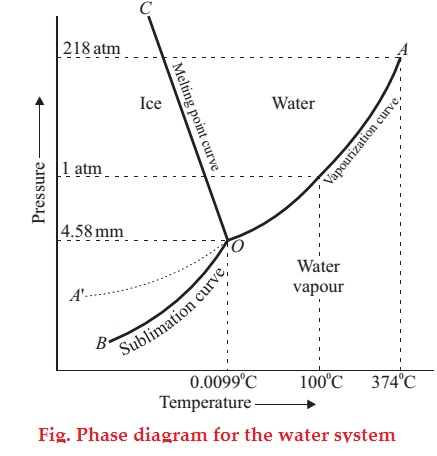 C
218 atm
A
Melting point curve
Ice
Water
Vapourization curve
Pressure
1 atm
4.58 mm
O
Water
vapour
A'
B
Sublimation curve
0.0099°C
100°C
374°C
Temperature
Fig. Phase diagram for the water system